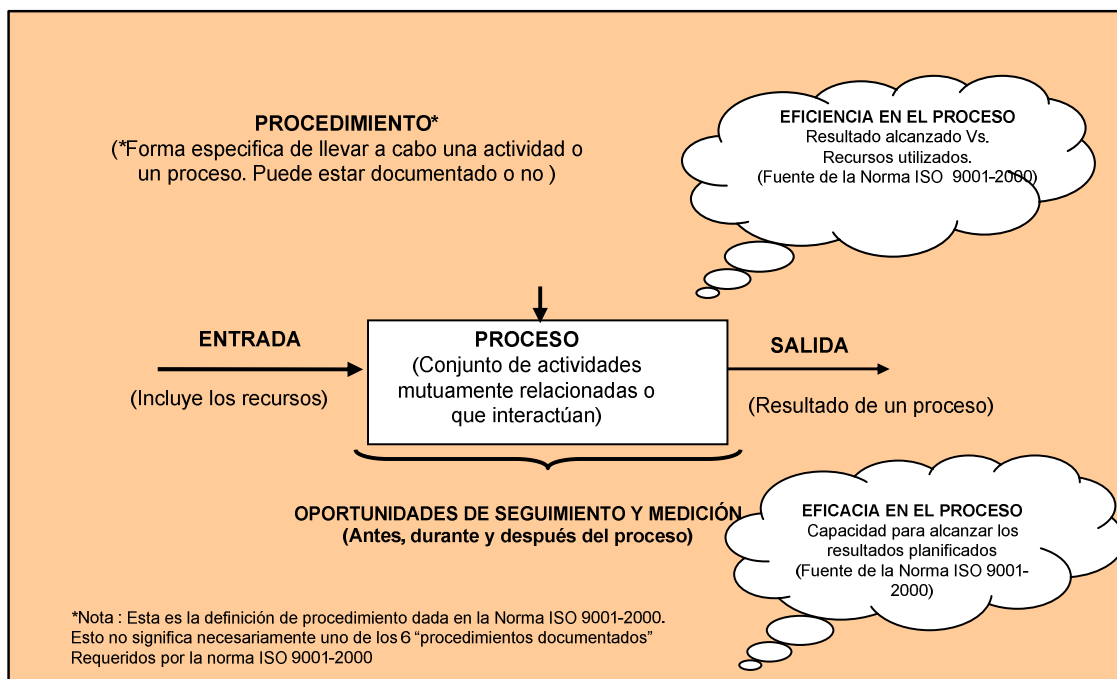 PROCEDIMIENTO*
(*Forma especifica de llevar a cabo una actividad o
un proceso. Puede estar documentado o no )
EFICIENCIA EN EL PROCESO
Resultado alcanzado Vs.
Recursos utilizados.
(Fuente de la Norma ISO 9001-2000)
ENTRADA
(Incluye los recursos)
PROCESO
(Conjunto de actividades
mutuamente relacionadas o
que interactúan)
SALIDA
(Resultado de un proceso)
OPORTUNIDADES DE SEGUIMIENTO Y MEDICIÓN
(Antes, durante y después del proceso)
EFICACIA EN EL PROCESO
Capacidad para alcanzar los
resultados planificados
(Fuente de la Norma ISO 9001-
2000)
*Nota : Esta es la definición de procedimiento dada en la Norma ISO 9001-2000.
Esto no significa necesariamente uno de los 6 “procedimientos documentados”
Requeridos por la norma ISO 9001-2000